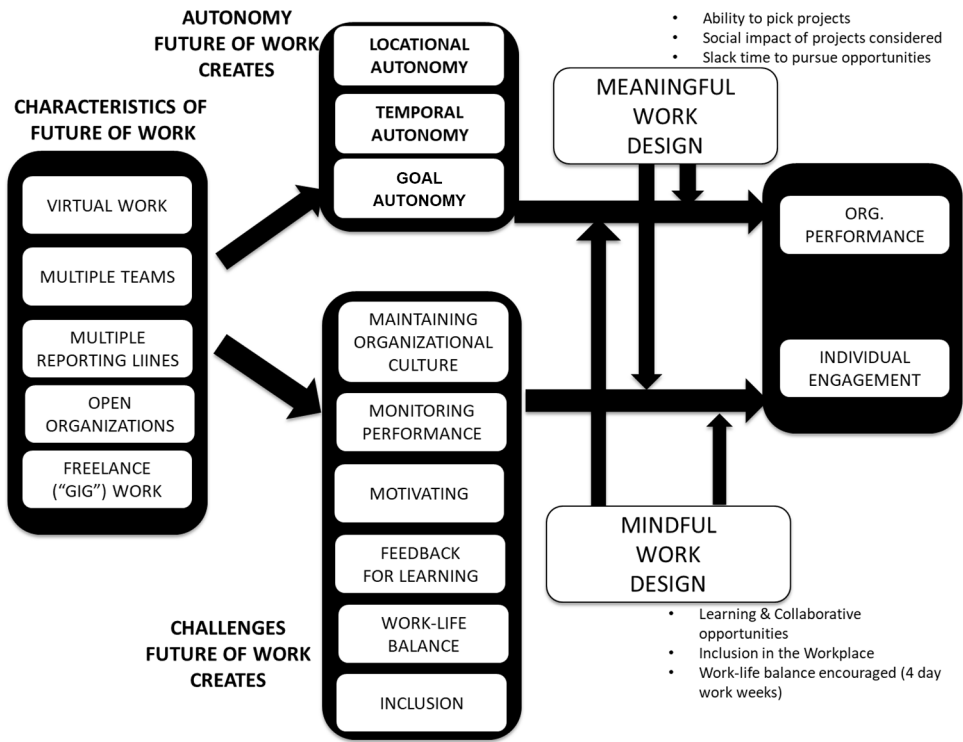 AUTONOMY
FUTURE OF WORK
CREATES
LOCATIONAL
AUTONOMY
TEMPORAL
AUTONOMY
GOAL
AUTONOMY
• Ability to pick projects
• Social impact of projects considered
• Slack time to pursue opportunities
MEANINGFUL
WORK
DESIGN
CHARACTERISTICS OF
FUTURE OF WORK
VIRTUAL WORK
MULTIPLE TEAMS
MULTIPLE
REPORTING LIINES
OPEN
ORGANIZATIONS
FREELANCE
(“GIG”) WORK
ORG.
PERFORMANCE
INDIVIDUAL
ENGAGEMENT
MAINTAINING
ORGANIZATIONAL
CULTURE
MONITORING
PERFORMANCE
MOTIVATING
FEEDBACK
FOR LEARNING
WORK-LIFE
BALANCE
INCLUSION
CHALLENGES
FUTURE OF WORK
CREATES
MINDFUL
WORK
DESIGN
• Learning & Collaborative
opportunities
• Inclusion in the Workplace
• Work-life balance encouraged (4 day
work weeks)